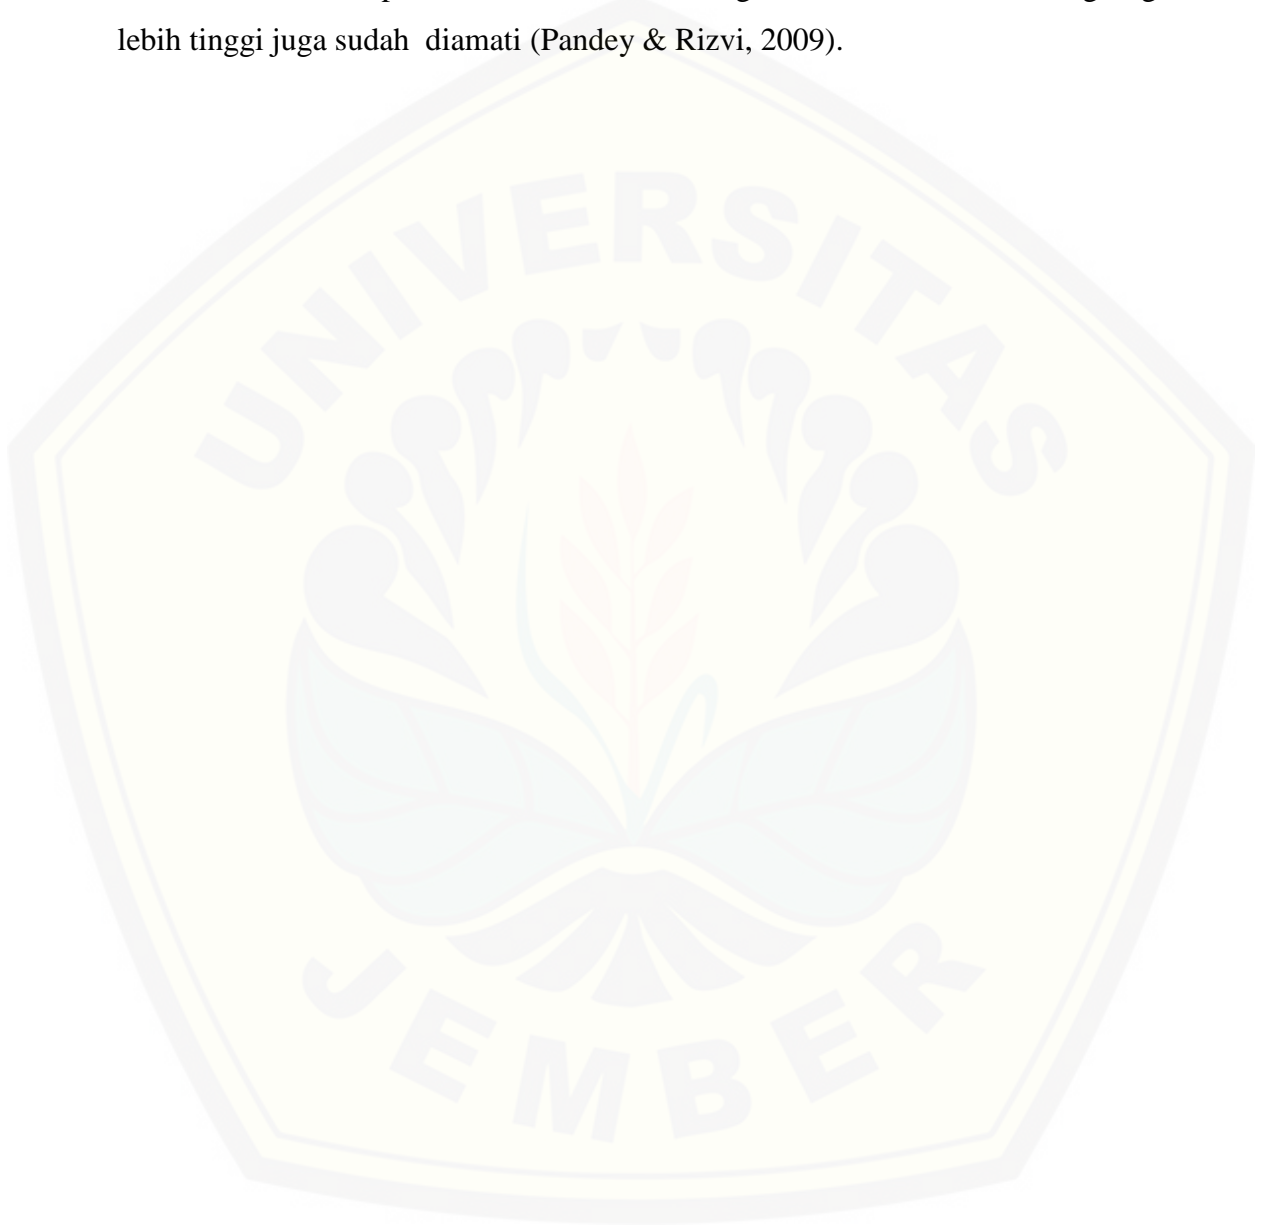 lebih tinggi juga sudah  diamati (Pandey & Rizvi, 2009).
UNIVERSITAS
JEMBER